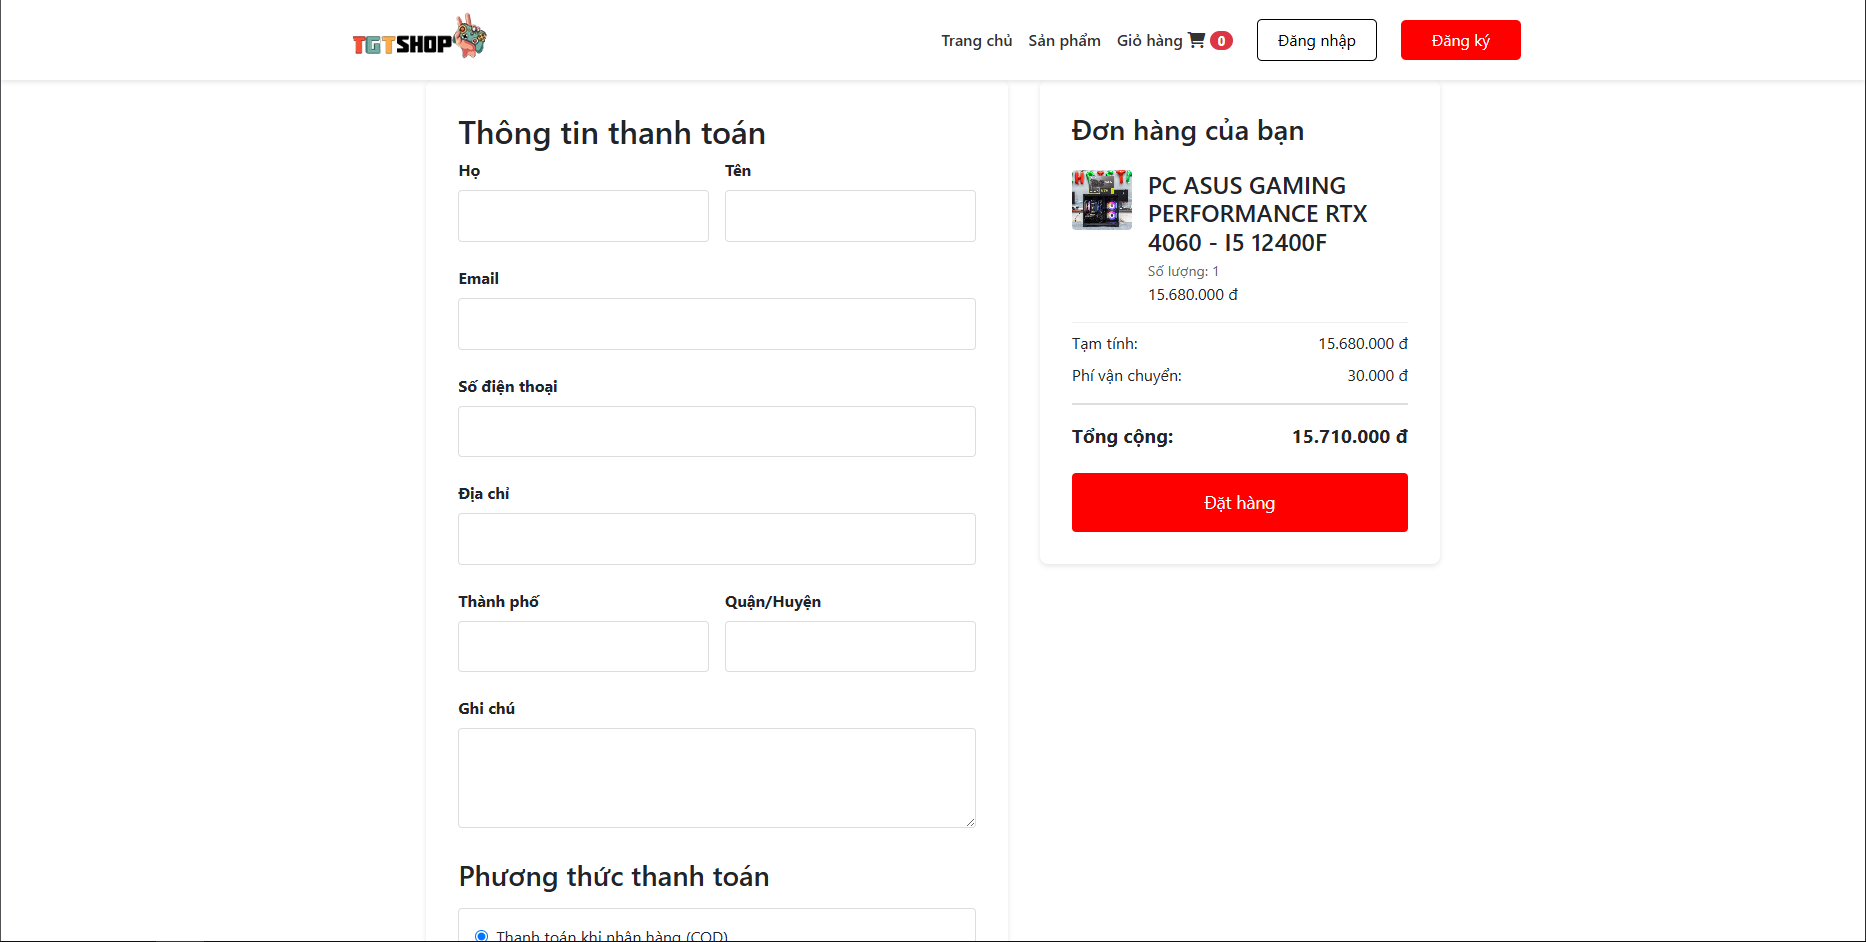 TGTSHOP
Trang chủ
Sản phẩm
Giỏ hàng 0
Đăng nhập
Đăng ký
Thông tin thanh toán
Họ
Tên
Email
Số điện thoại
Địa chỉ
Thành phố
Quận/Huyện
Ghi chú
Phương thức thanh toán
Thanh toán khi nhận hàng (COD)
Đơn hàng của bạn
PC ASUS GAMING
PERFORMANCE RTX
4060 - I5 12400F
Số lượng: 1
15.680.000 đ
Tạm tính: 15.680.000 đ
Phí vận chuyển: 30.000 đ
Tổng cộng: 15.710.000 đ
Đặt hàng